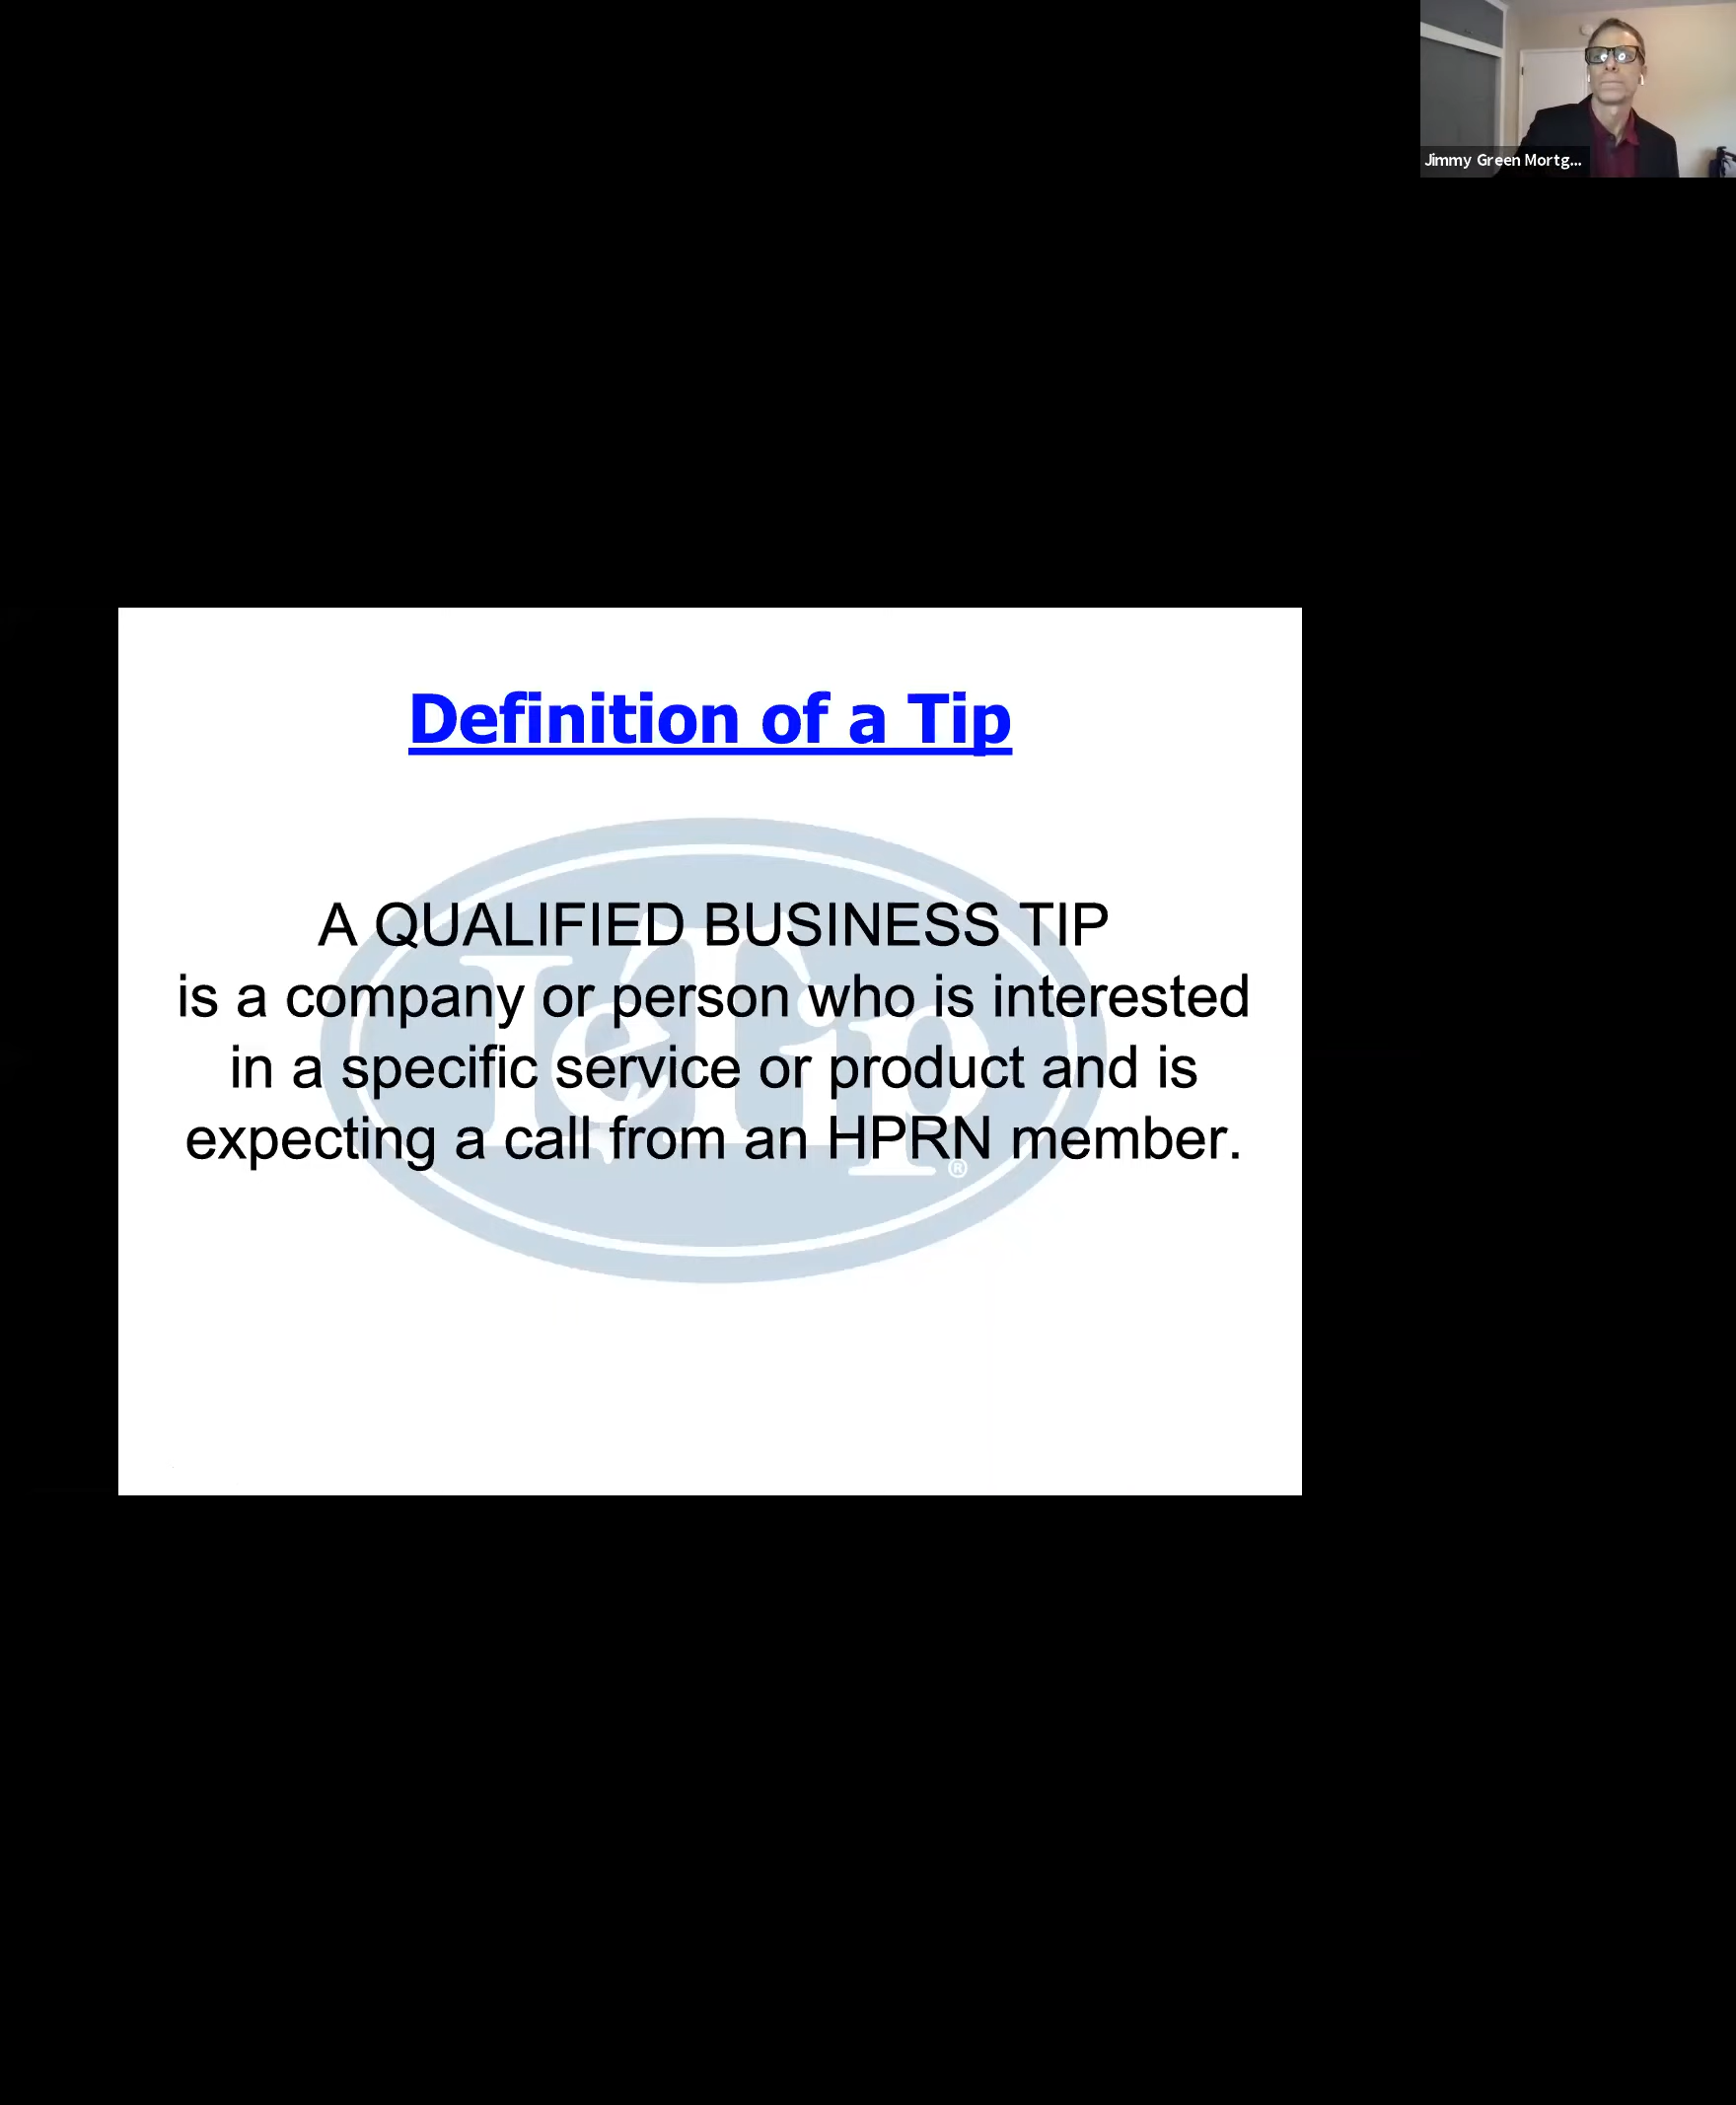 Jimmy Green Mortg...
Definition of a Tip
A QUALIFIED BUSINESS TIP
is a company or person who is interested
in a specific service or product and is
expecting a call from an HPRN member.
LeTip®